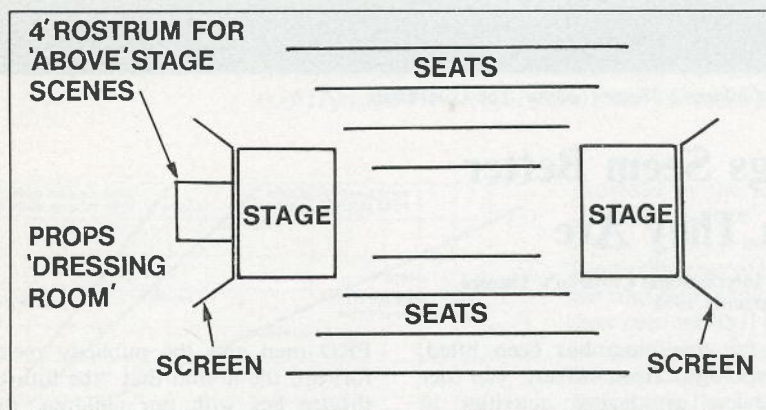 4' ROSTRUM FOR
'ABOVE' STAGE
SCENES
SEATS
STAGE
STAGE
PROPS
'DRESSING
ROOM'
SEATS
SCREEN
SCREEN